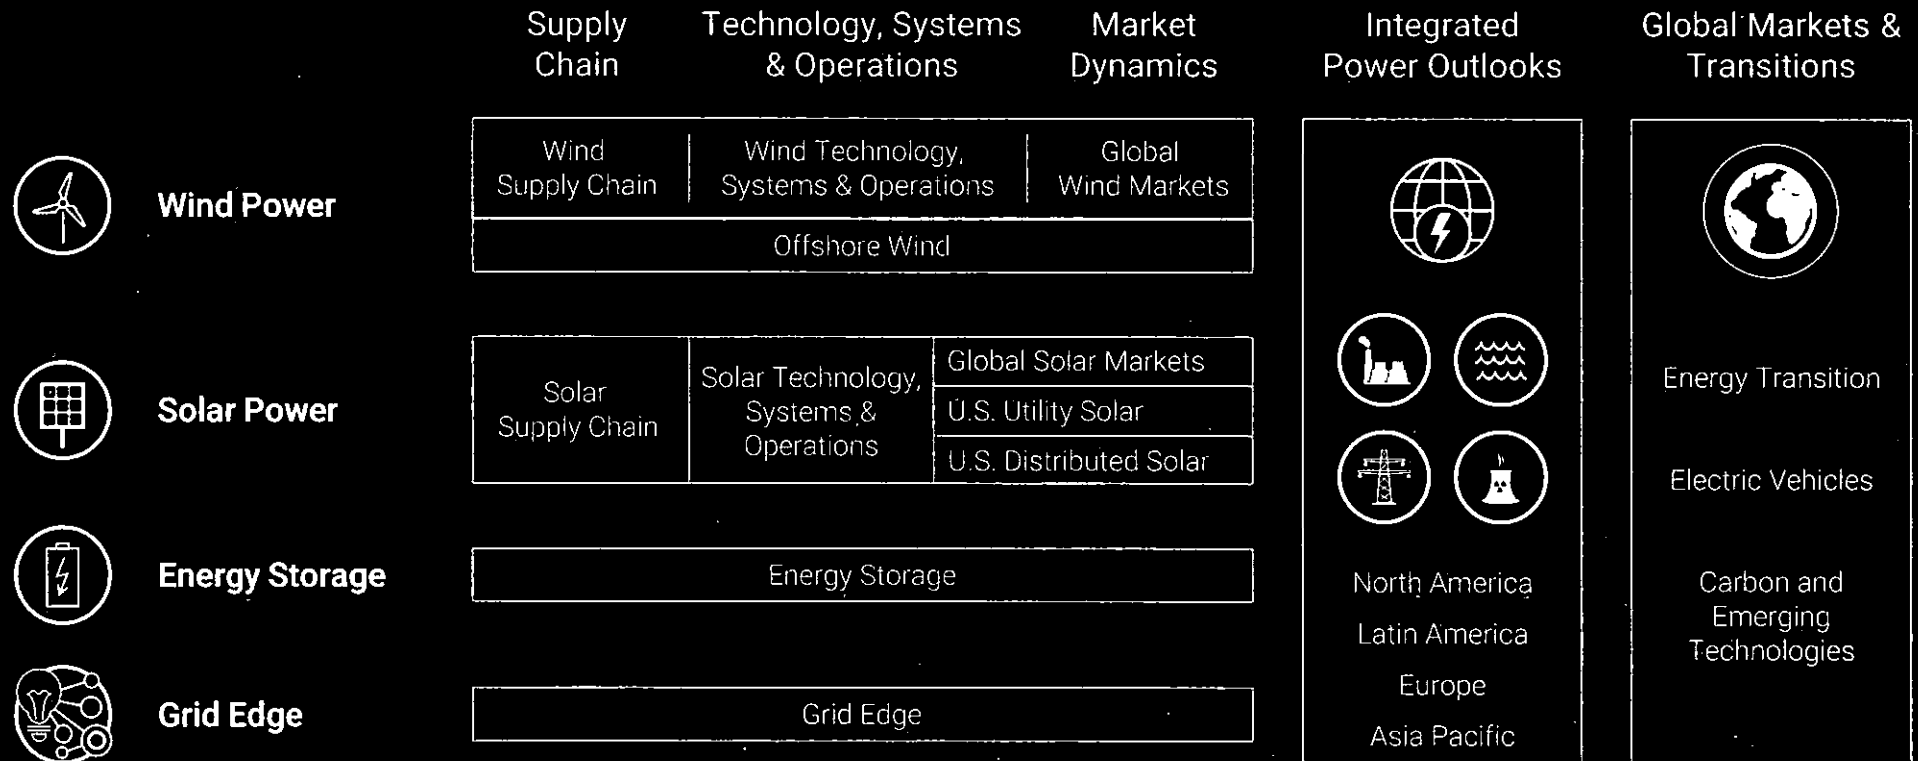 Supply
Chain
Technology, Systems
& Operations
Market
Dynamics
Integrated
Power Outlooks
Global Markets &
Transitions
Wind Power
Wind
Supply Chain
Wind Technology,
Systems & Operations
Global
Wind Markets
Offshore Wind
Solar Power
Solar
Supply Chain
Solar Technology,
Systems &
Operations
Global Solar Markets
U.S. Utility Solar
U.S. Distributed Solar
Energy Storage
Energy Storage
Grid Edge
Grid Edge
North America
Latin America
Europe
Asia Pacific
Energy Transition
Electric Vehicles
Carbon and
Emerging
Technologies